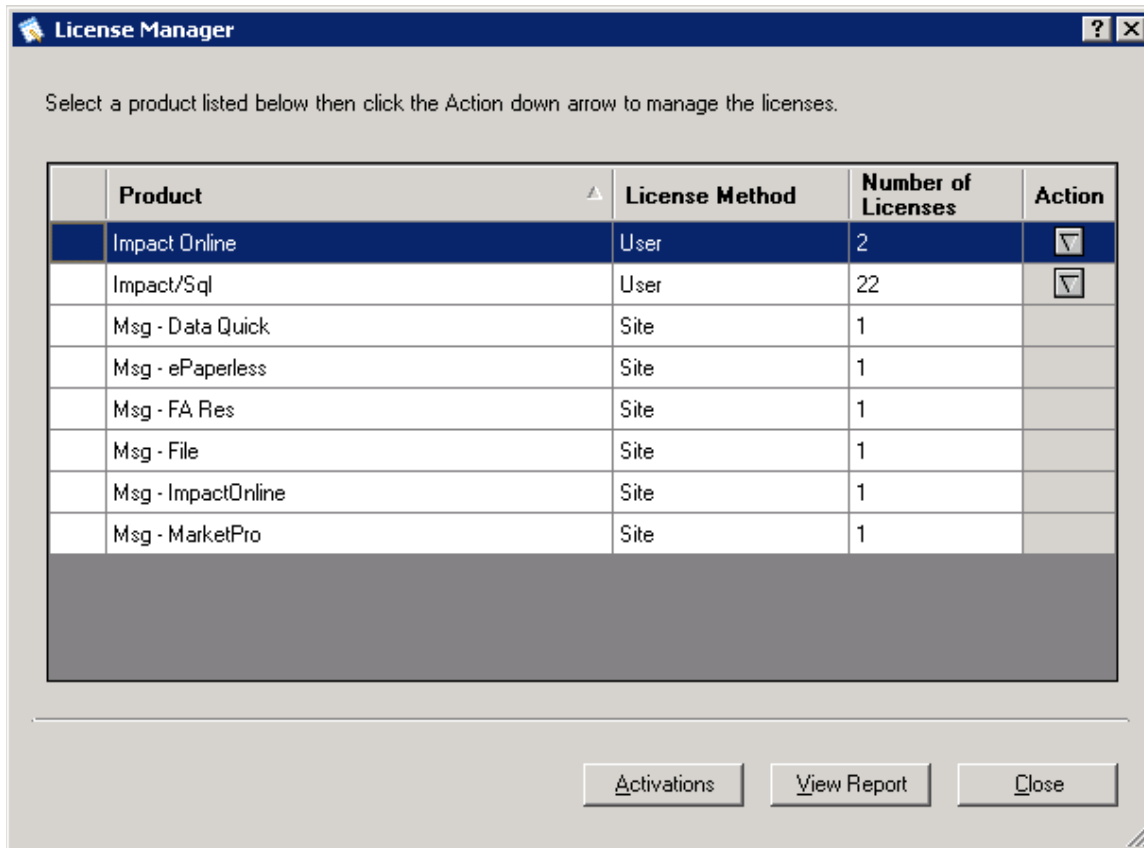 License Manager
Select a product listed below then click the Action down arrow to manage the licenses.
Product License Method Number of Licenses Action
Impact Online User 2
Impact/Sql User 22
Msg - Data Quick Site 1
Msg - ePaperless Site 1
Msg - FA Res Site 1
Msg - File Site 1
Msg - ImpactOnline Site 1
Msg - MarketPro Site 1
Activations View Report Close